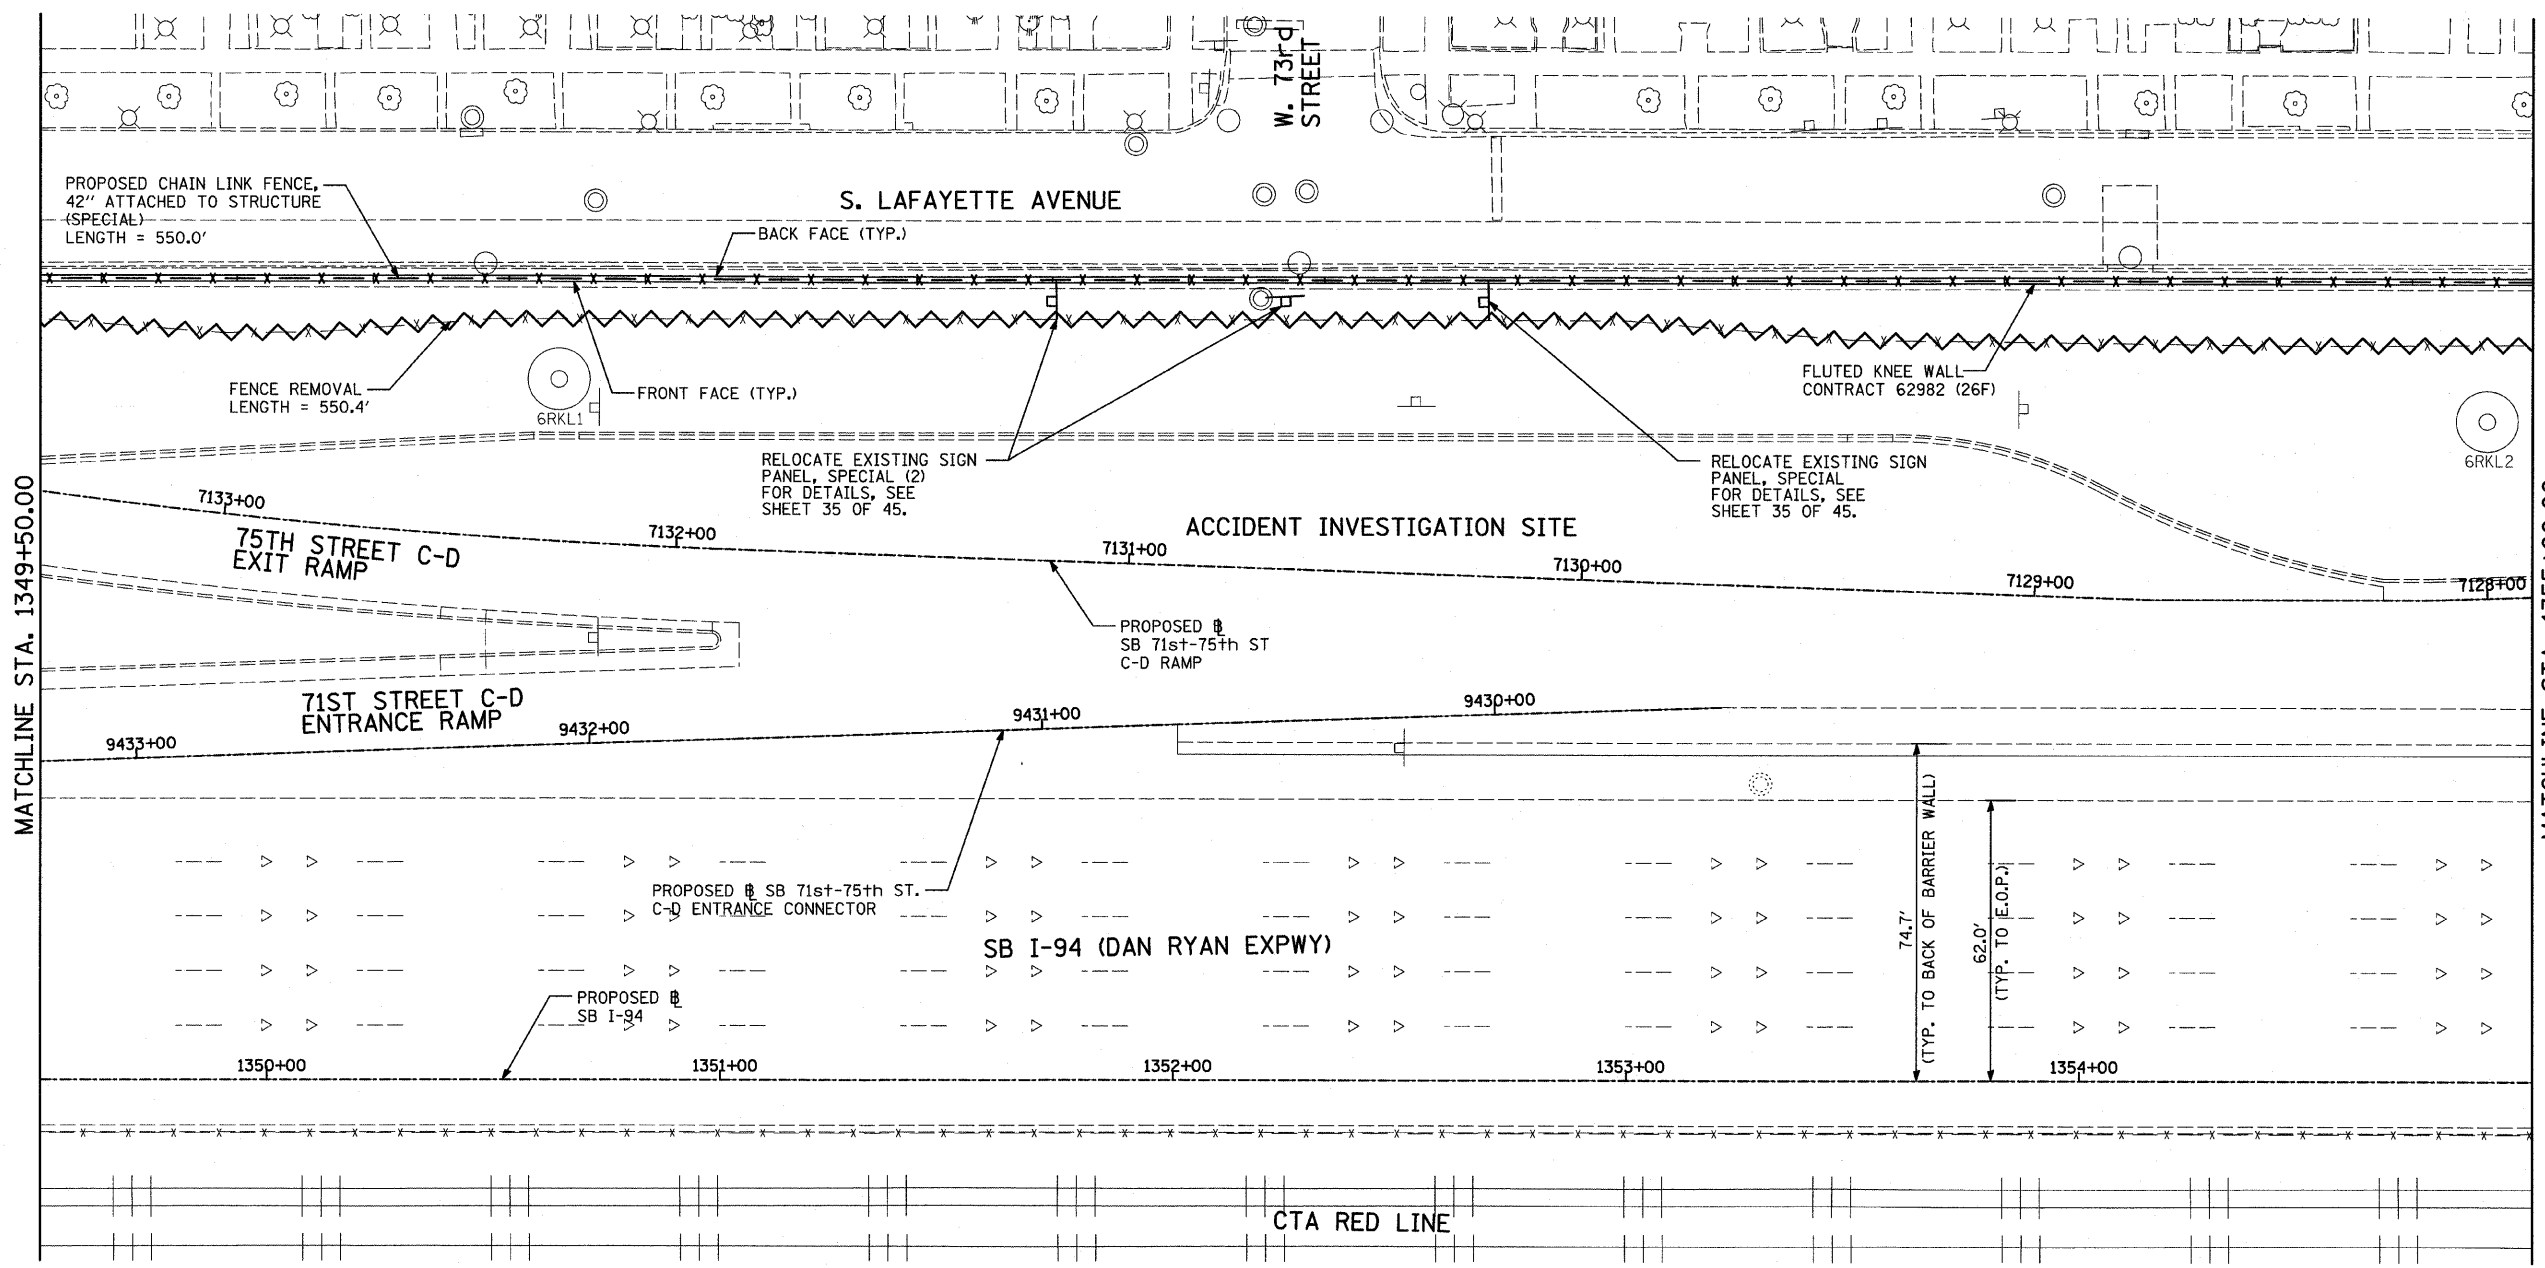 W. 73rd
STREET
PROPOSED CHAIN LINK FENCE,
42" ATTACHED TO STRUCTURE
(SPECIAL)
LENGTH = 550.0'
S. LAFAYETTE AVENUE
BACK FACE (TYP.)
FENCE REMOVAL
LENGTH = 550.4'
6RKL1
FRONT FACE (TYP.)
FLUTED KNEE WALL
CONTRACT 62982 (26F)
6RKL2
RELOCATE EXISTING SIGN
PANEL, SPECIAL (2)
FOR DETAILS, SEE
SHEET 35 OF 45.
RELOCATE EXISTING SIGN
PANEL, SPECIAL
FOR DETAILS, SEE
SHEET 35 OF 45.
MATCHLINE STA. 1349+50.00
7133+00
7132+00
7131+00
7130+00
7129+00
7128+00
ACCIDENT INVESTIGATION SITE
75TH STREET C-D
EXIT RAMP
PROPOSED ℄
SB 71st-75th ST
C-D RAMP
71ST STREET C-D
ENTRANCE RAMP
9433+00
9432+00
9431+00
9430+00
74.7'
(TYP. TO BACK OF BARRIER WALL)
62.0'
(TYP. TO E.O.P.)
PROPOSED ℄ SB 71st-75th ST.
C-D ENTRANCE CONNECTOR
SB I-94 (DAN RYAN EXPWY)
PROPOSED ℄
SB I-94
1350+00
1351+00
1352+00
1353+00
1354+00
CTA RED LINE